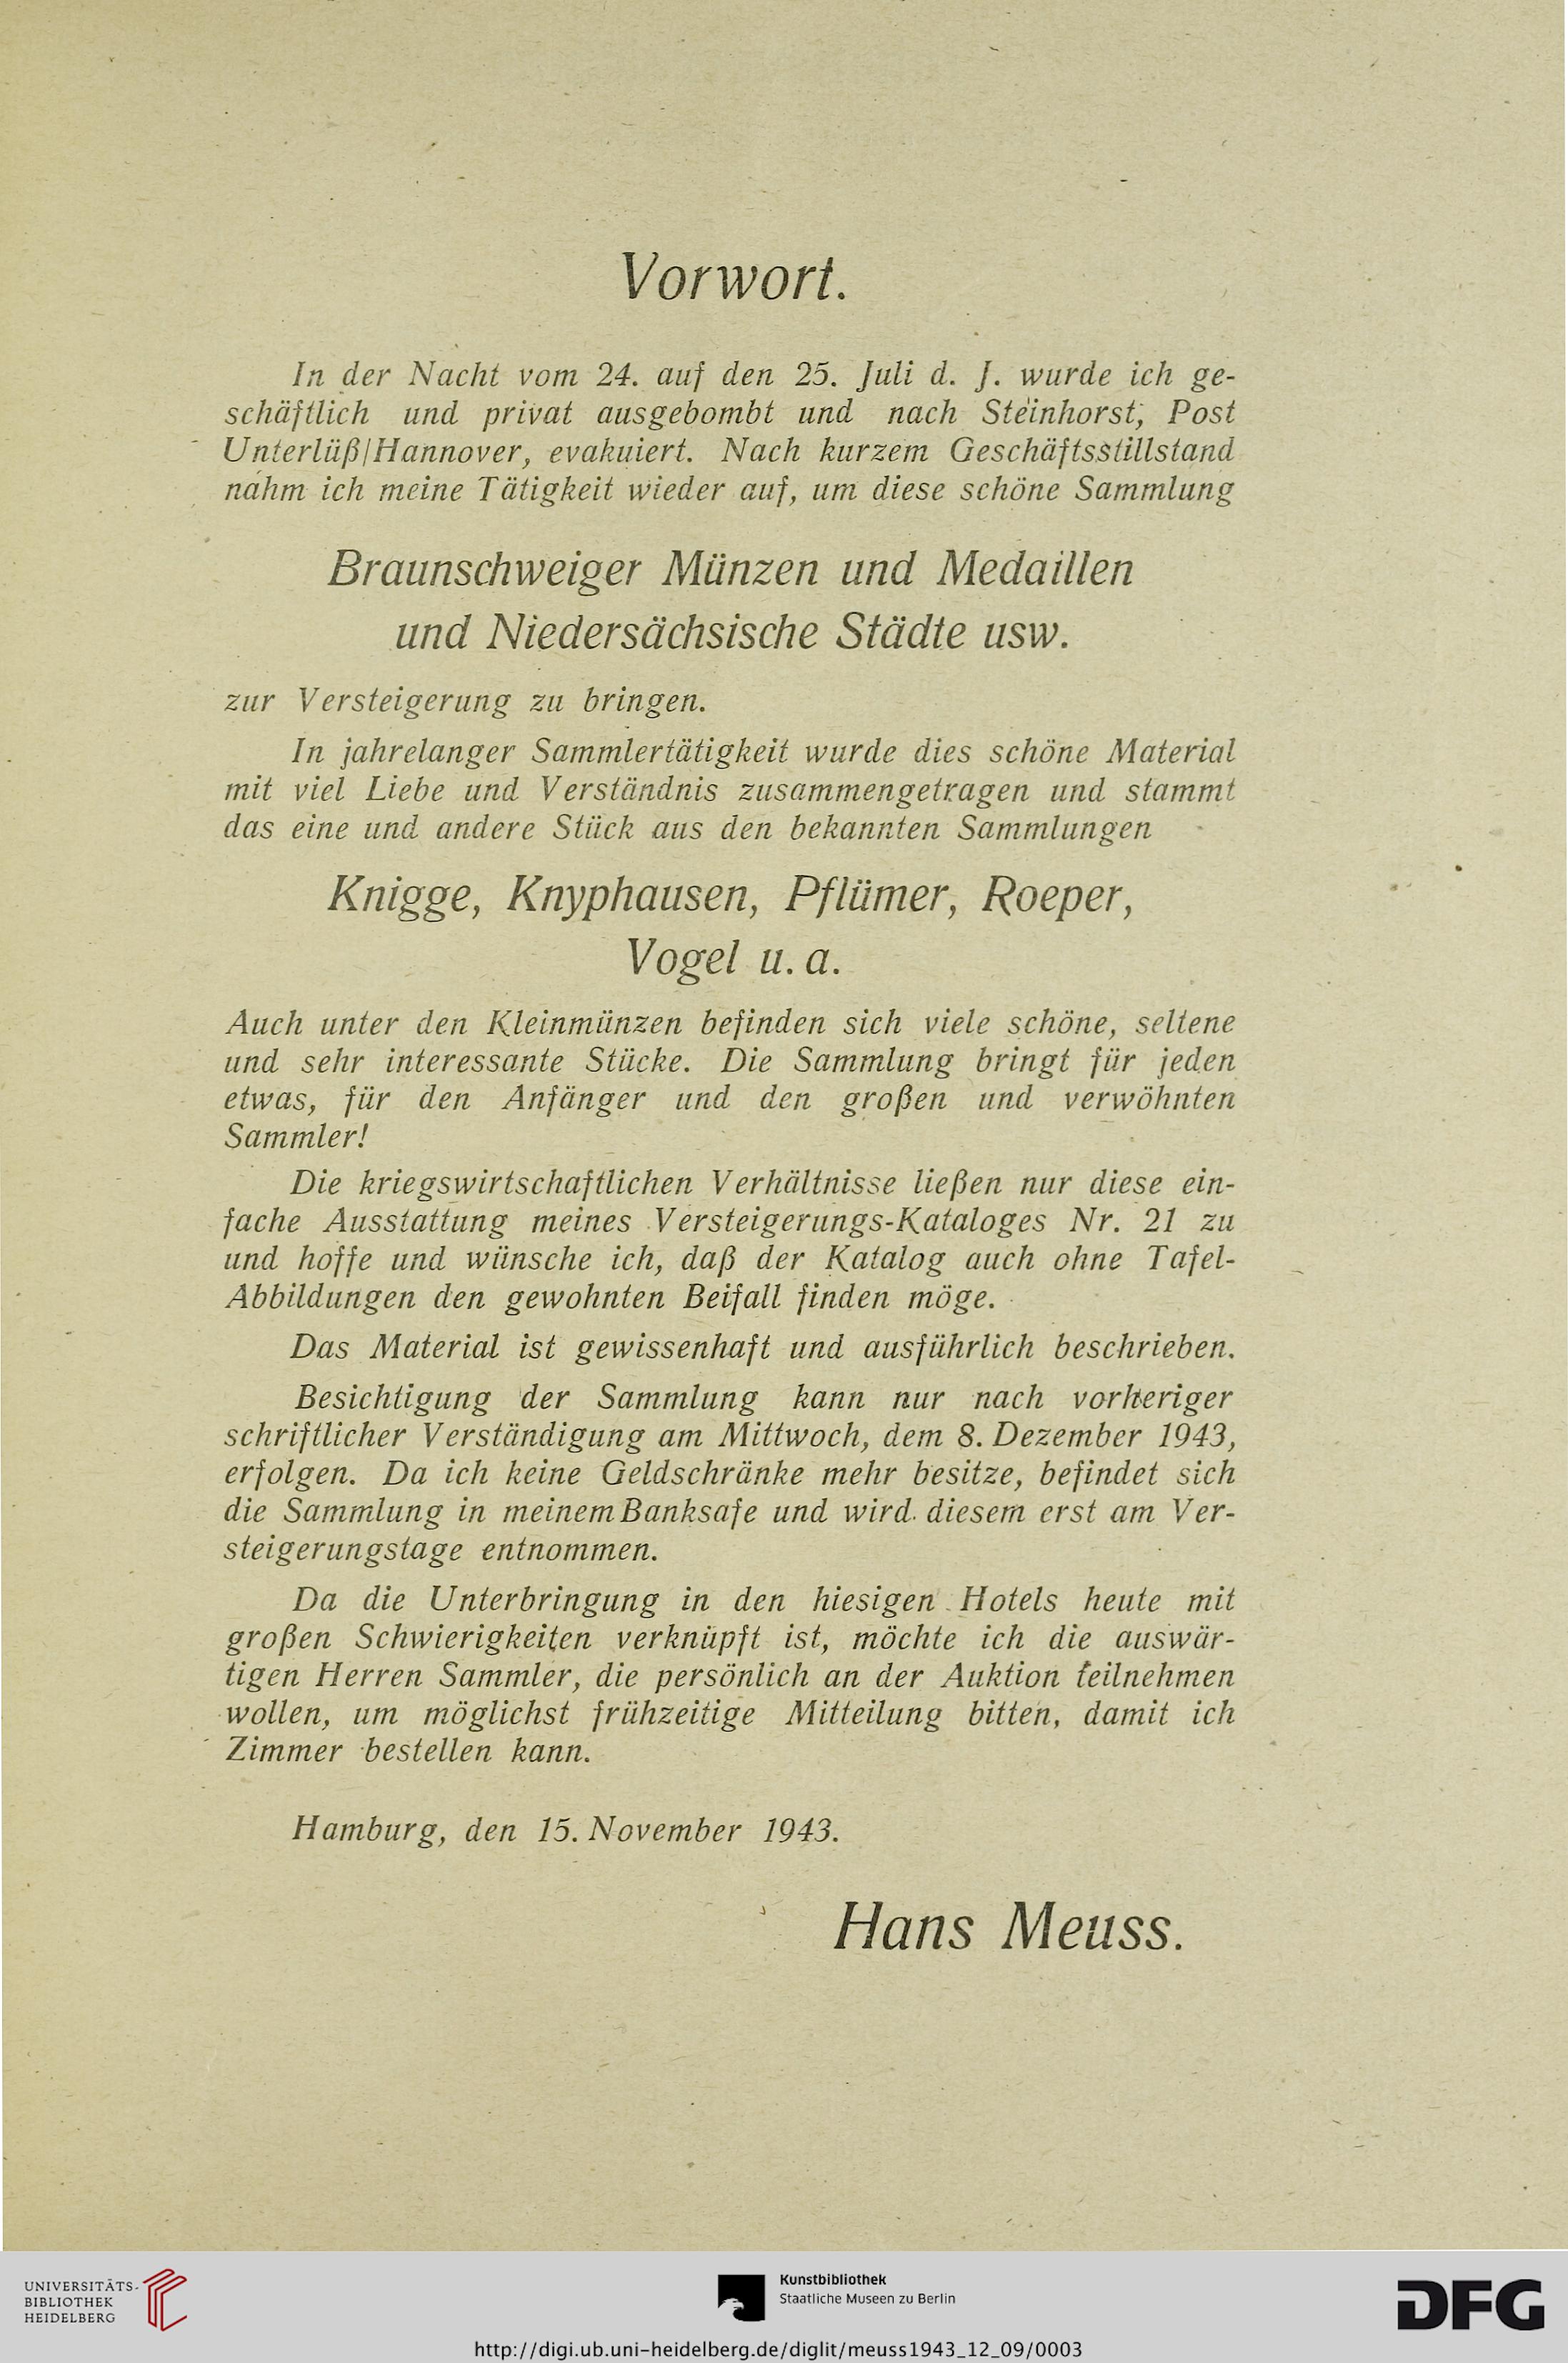 Vorwort.
In der Nacht vom 24. auf den 25. Juli d. J. wurde ich ge-
schäftlich und privat ausgebombt und nach Steinhorst, Post
Unterlüß/Hannover, evakuiert. Nach kurzem Geschäftsstillstand
nahm ich meine Tätigkeit wieder auf, um diese schöne Sammlung
Braunschweiger Münzen und Medaillen
und Niedersächsische Städte usw.
zur Versteigerung zu bringen.
In jahrelanger Sammlertätigkeit wurde dies schöne Material
mit viel Liebe und Verständnis zusammengetragen und stammt
das eine und andere Stück aus den bekannten Sammlungen
Knigge, Knyphausen, Pflümer, Roeper,
Vogel u. a.
Auch unter den Kleinmünzen befinden sich viele schöne, seltene
und sehr interessante Stücke. Die Sammlung bringt für jeden
etwas, für den Anfänger und den großen und verwöhnten
Sammler!
Die kriegswirtschaftlichen Verhältnisse ließen nur diese ein-
fache Ausstattung meines Versteigerungs-Kataloges Nr. 21 zu
und hoffe und wünsche ich, daß der Katalog auch ohne Tafel-
Abbildungen den gewohnten Beifall finden möge.
Das Material ist gewissenhaft und ausführlich beschrieben.
Besichtigung der Sammlung kann nur nach vorheriger
schriftlicher Verständigung am Mittwoch, dem 8. Dezember 1943,
erfolgen. Da ich keine Geldschränke mehr besitze, befindet sich
die Sammlung in meinem Banksafe und wird diesem erst am Ver-
steigerungstage entnommen.
Da die Unterbringung in den hiesigen Hotels heute mit
großen Schwierigkeiten verknüpft ist, möchte ich die auswär-
tigen Herren Sammler, die persönlich an der Auktion teilnehmen
wollen, um möglichst frühzeitige Mitteilung bitten, damit ich
Zimmer bestellen kann.
Hamburg, den 15. November 1943.
Hans Meuss.
UNIVERSITÄTS-
BIBLIOTHEK
HEIDELBERG
Kunstbibliothek
Staatliche Museen zu Berlin
DFG
http://digi.ub.uni-heidelberg.de/diglit/meuss1943_12_09/0003